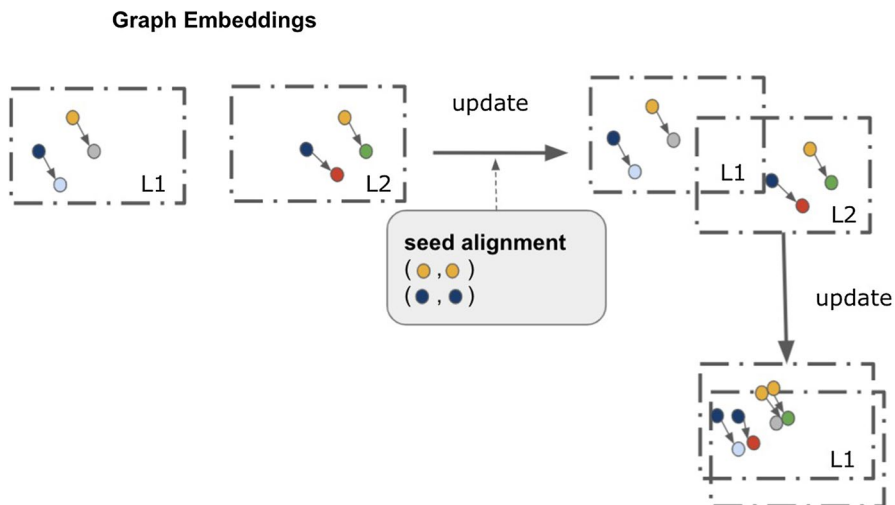 Graph Embeddings
L1
L2
update
seed alignment
( , )
( , )
L1
L2
update
L1